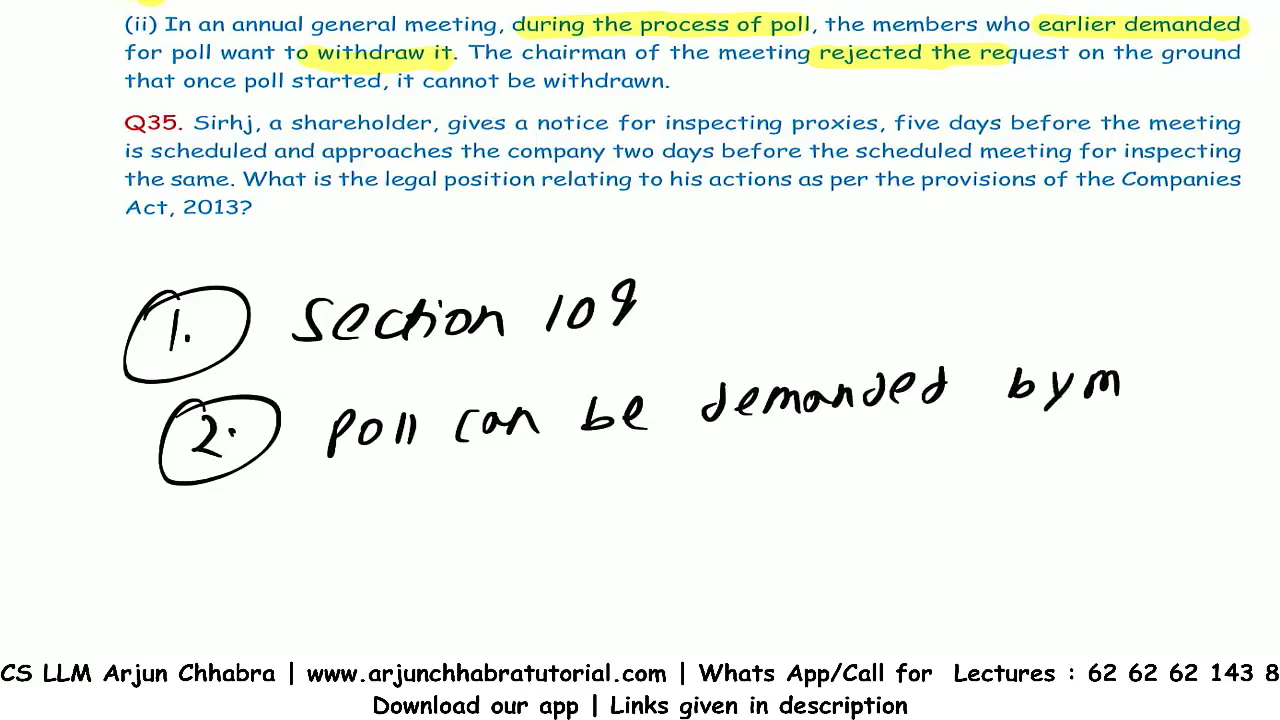 (ii) In an annual general meeting, during the process of poll, the members who earlier demanded
for poll want to withdraw it. The chairman of the meeting rejected the request on the ground
that once poll started, it cannot be withdrawn.
Q35. Sirhj, a shareholder, gives a notice for inspecting proxies, five days before the meeting
is scheduled and approaches the company two days before the scheduled meeting for inspecting
the same. What is the legal position relating to his actions as per the provisions of the Companies
Act, 2013?
1. Section 109
2. Poll can be demanded by m
CS LLM Arjun Chhabra | www.arjunchhabratutorial.com | Whats App/Call for Lectures : 62 62 62 143 8
Download our app | Links given in description